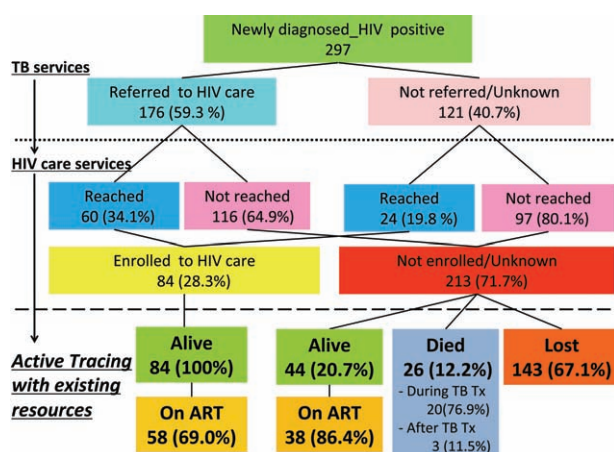 Newly diagnosed_HIV positive
297
TB services
Referred to HIV care
176 (59.3 %)
Not referred/Unknown
121 (40.7%)
HIV care services
Reached
60 (34.1%)
Not reached
116 (64.9%)
Reached
24 (19.8 %)
Not reached
97 (80.1%)
Enrolled to HIV care
84 (28.3%)
Not enrolled/Unknown
213 (71.7%)
Active Tracing
with existing
resources
Alive
84 (100%)
Alive
44 (20.7%)
Died
26 (12.2%)
- During TB Tx
20(76.9%)
- After TB Tx
3 (11.5%)
Lost
143 (67.1%)
On ART
58 (69.0%)
On ART
38 (86.4%)